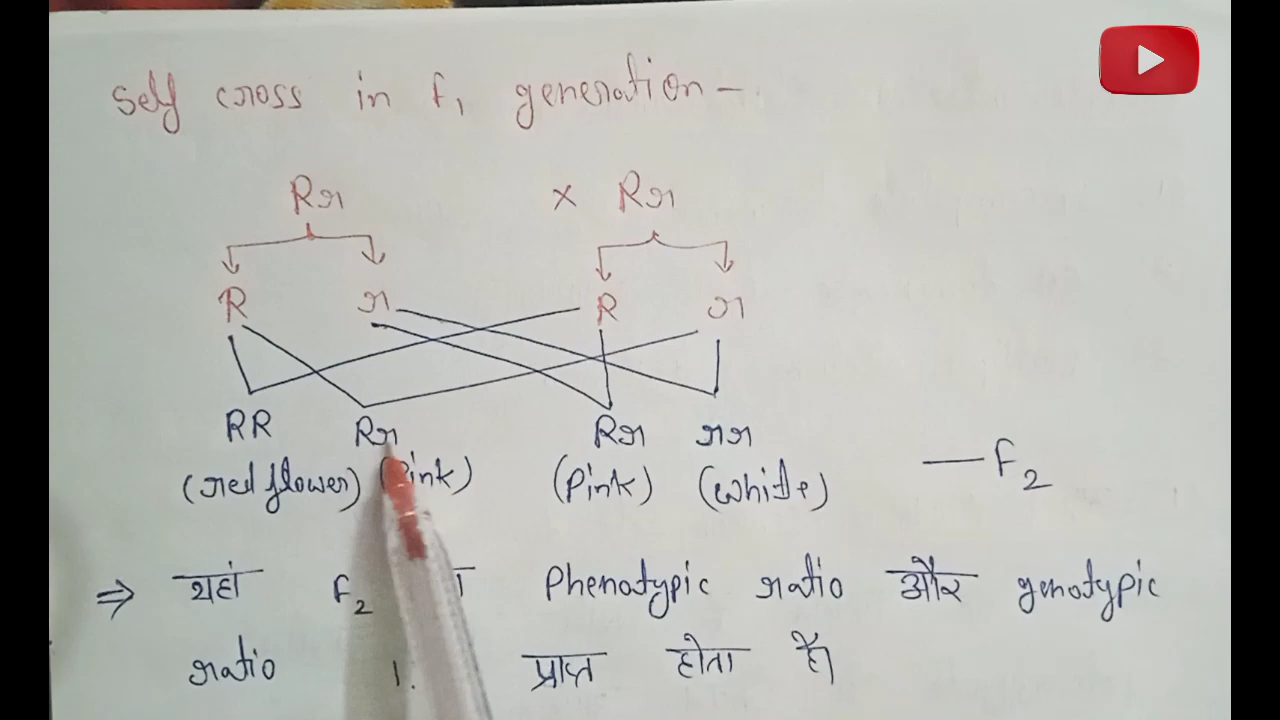 Self cross in F₁ generation –
Rr x Rr
R r R r
RR Rr Rr rr
(red flower) (Pink) (Pink) (white) — F₂
⇒ यहां F₂ Phenotypic ratio और genotypic
ratio 1: प्राप्त होता है।